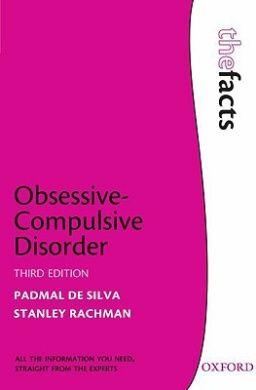 thefacts
Obsessive-
Compulsive
Disorder
THIRD EDITION
PADMAL DE SILVA
STANLEY RACHMAN
ALL THE INFORMATION YOU NEED,
STRAIGHT FROM THE EXPERTS
OXFORD